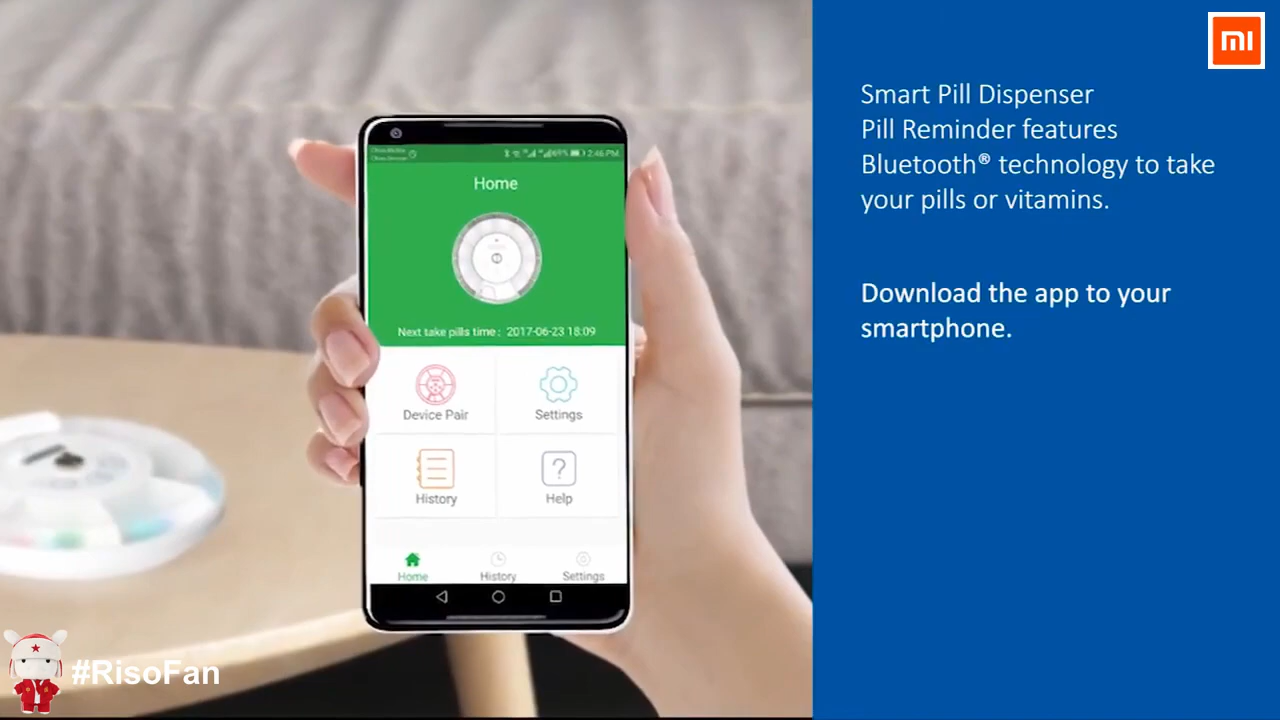 mi
Smart Pill Dispenser
Pill Reminder features
Bluetooth® technology to take
your pills or vitamins.
Download the app to your
smartphone.
2:46 PM
Home
Next take pills time : 2017-06-23 18:09
Device Pair
Settings
History
Help
Home
History
Settings
#RisoFan